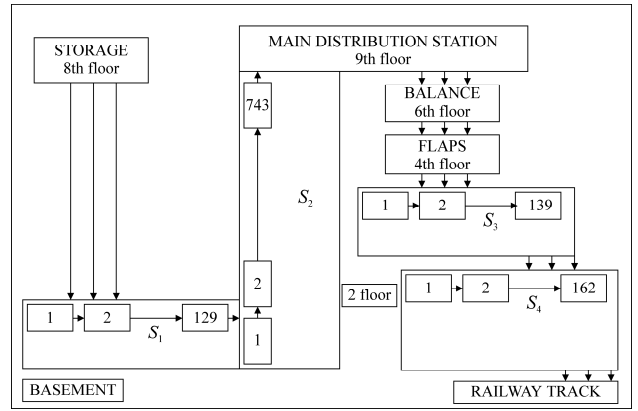 STORAGE
8th floor
MAIN DISTRIBUTION STATION
9th floor
743
BALANCE
6th floor
FLAPS
4th floor
S2
1 2 139
S3
2
1
2 floor
1 2 162
S4
1 2 129
S1
BASEMENT
RAILWAY TRACK